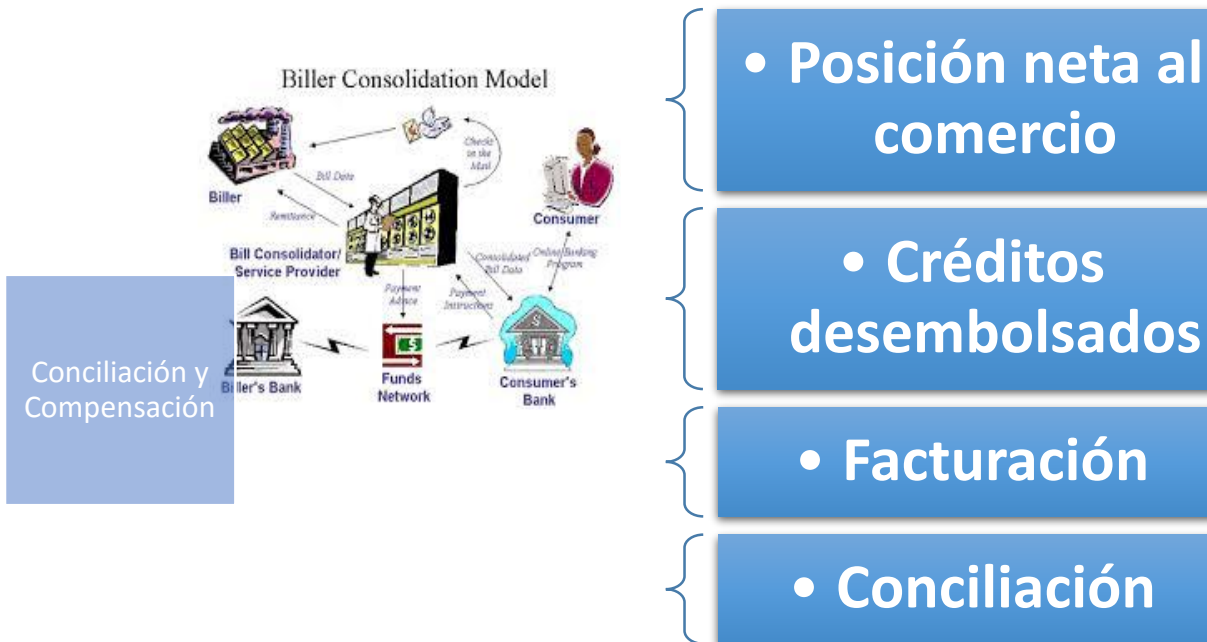 Biller Consolidation Model
Checks
in the
Mail
Bill Data
Biller
Remittance
Consumer
Bill Consolidator/
Service Provider
Consolidated
Bill Data
Online Banking
Program
Payment
Advice
Payment
Instructions
Biller's Bank
Funds
Network
Consumer's
Bank
Conciliación y
Compensación
• Posición neta al
comercio
• Créditos
desembolsados
• Facturación
• Conciliación